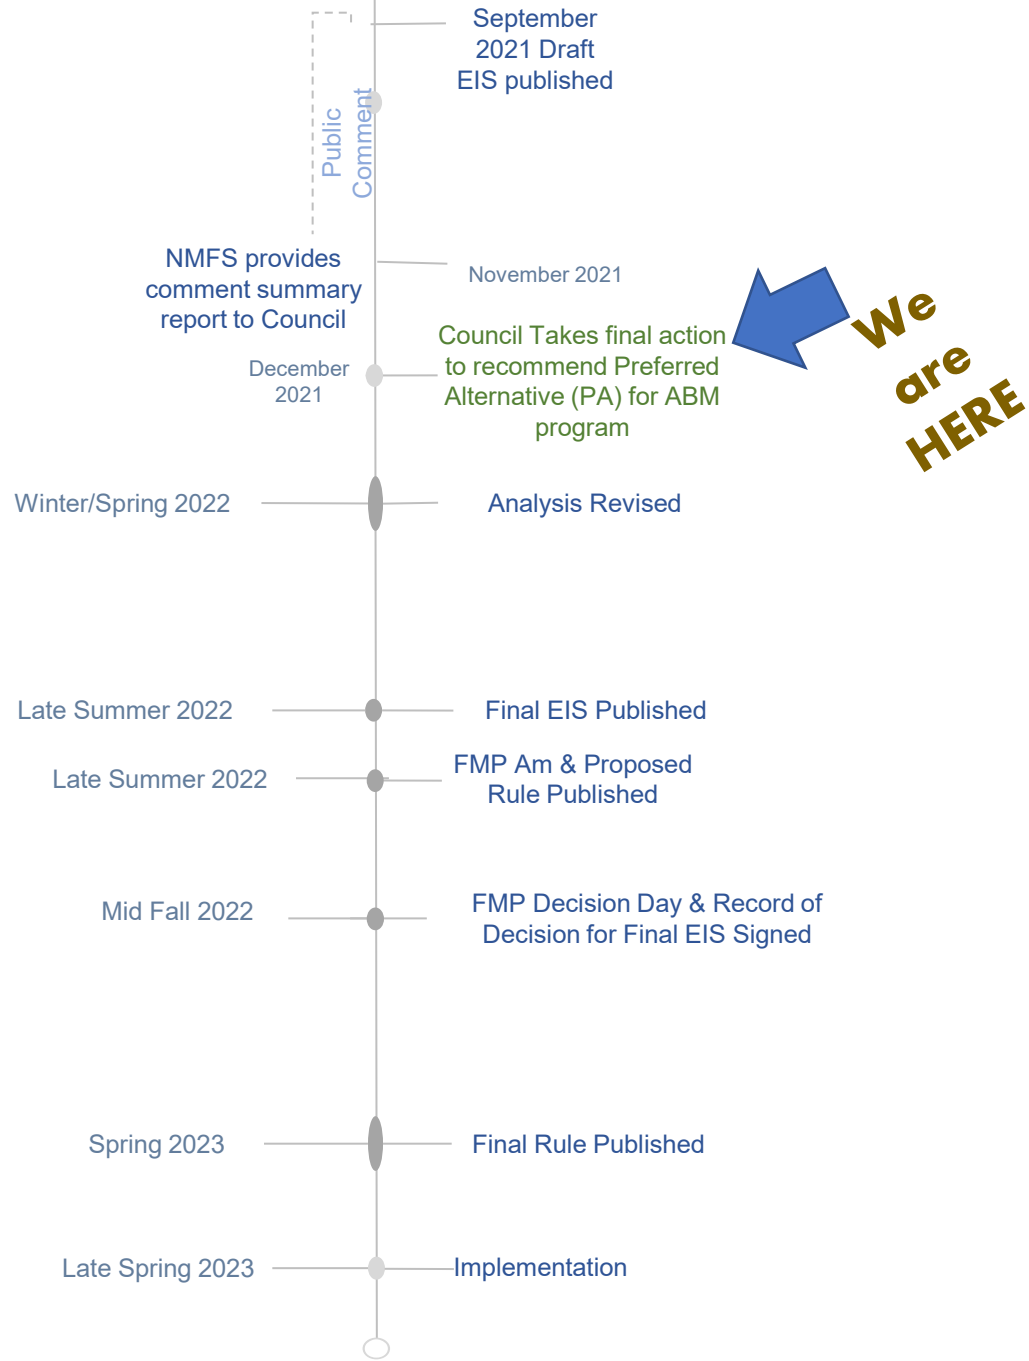 September
2021 Draft
EIS published
Public
Comment
NMFS provides
comment summary
report to Council
November 2021
We
are
HERE
December
2021
Council Takes final action
to recommend Preferred
Alternative (PA) for ABM
program
Winter/Spring 2022
Analysis Revised
Late Summer 2022
Final EIS Published
Late Summer 2022
FMP Am & Proposed
Rule Published
Mid Fall 2022
FMP Decision Day & Record of
Decision for Final EIS Signed
Spring 2023
Final Rule Published
Late Spring 2023
Implementation